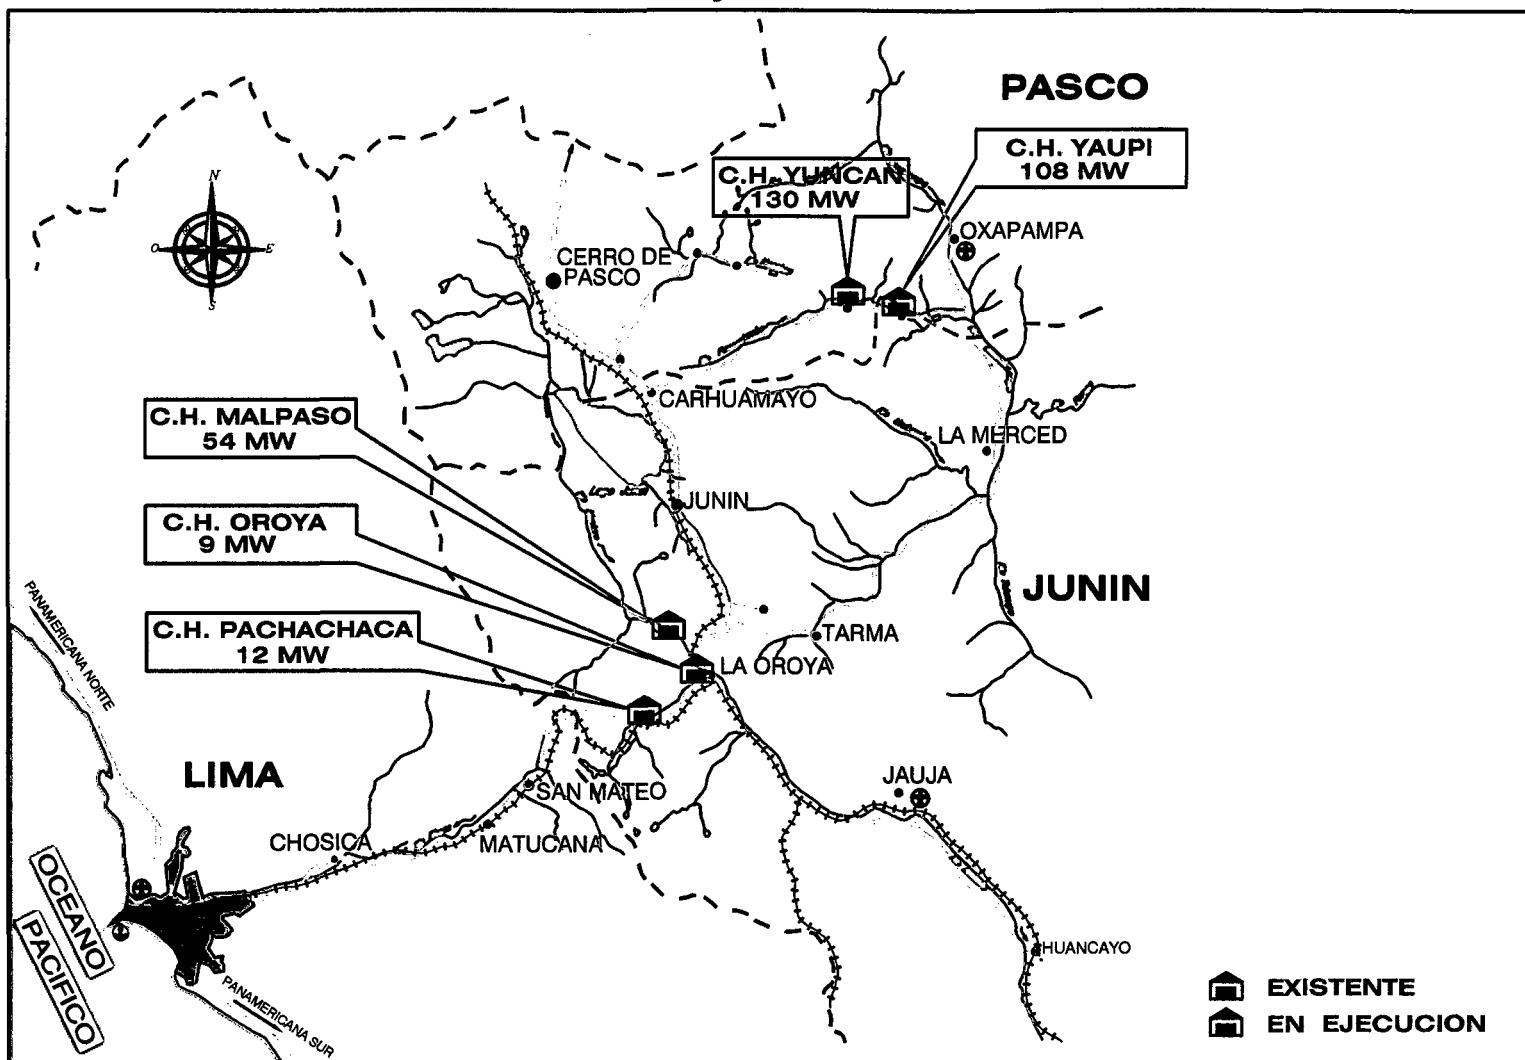 PASCO
C.H. YAUPI
108 MW
C.H. YUNCAN
130 MW
N
O
E
S
OXAPAMPA
CERRO DE
PASCO
C.H. MALPASO
54 MW
CARHUAMAYO
LA MERCED
C.H. OROYA
9 MW
JUNIN
JUNIN
C.H. PACHACHACA
12 MW
TARMA
LA OROYA
PANAMERICANA NORTE
LIMA
SAN MATEO
JAUJA
CHOSICA
MATUCANA
OCEANO
PACIFICO
HUANCAYO
PANAMERICANA SUR
EXISTENTE
EN EJECUCION